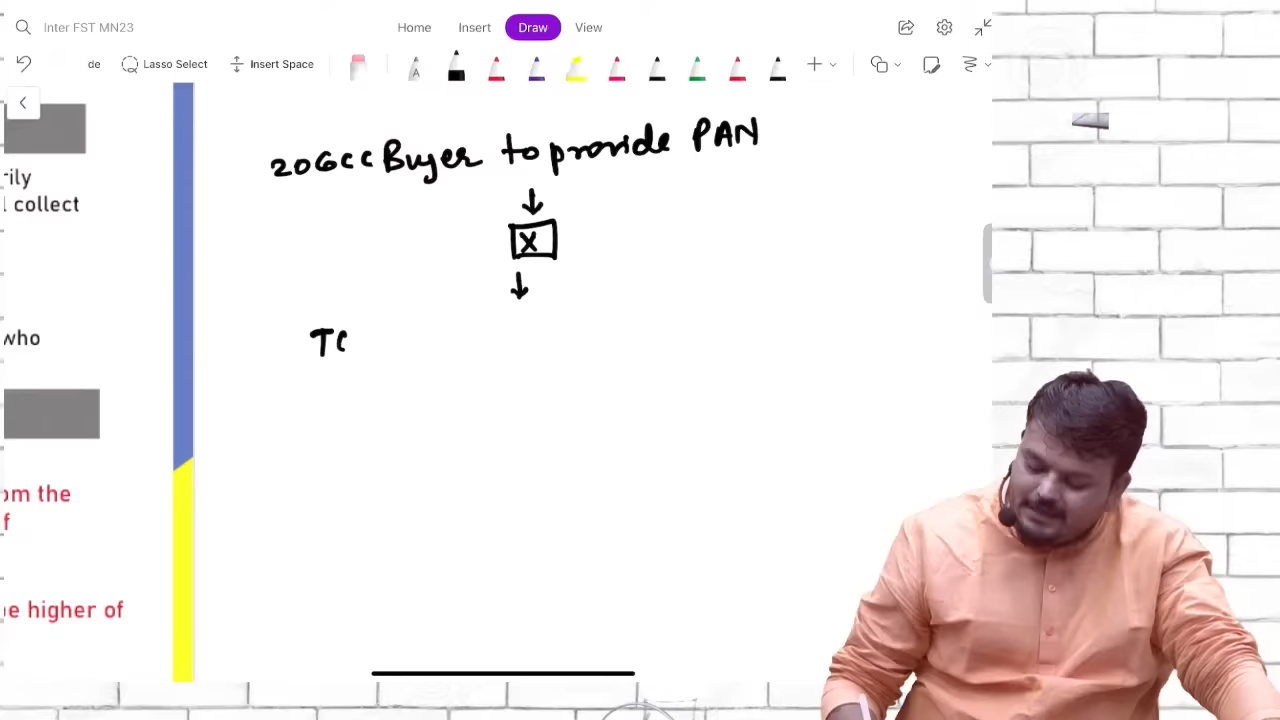 Inter FST MN23
Home Insert Draw View
de Lasso Select Insert Space
A
rily
l collect
who
om the
f
e higher of
206CC Buyer to provide PAN
X
TC